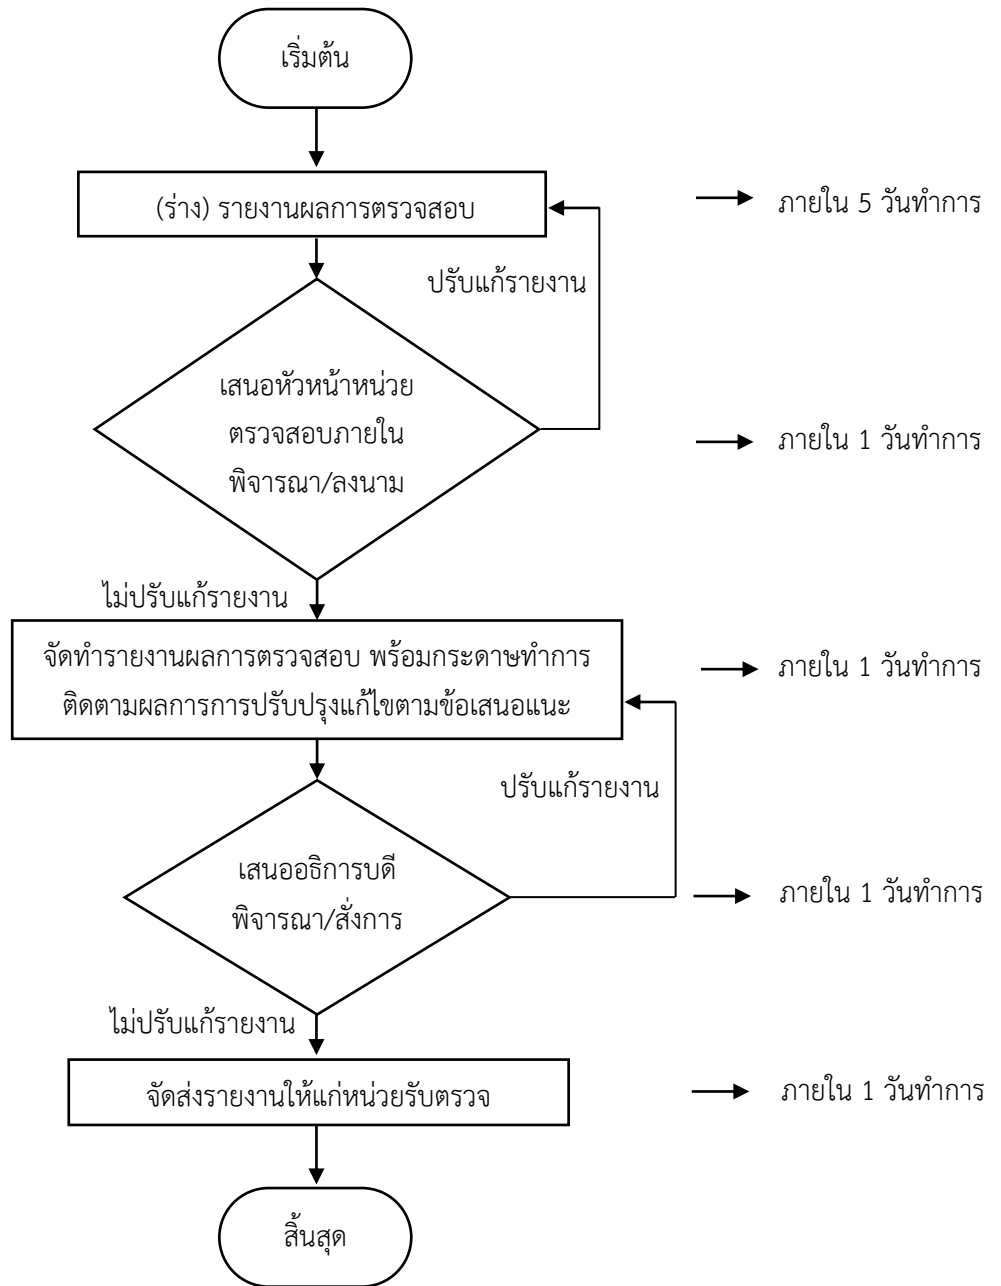 เริ่มต้น
(ร่าง) รายงานผลการตรวจสอบ
ภายใน 5 วันทำการ
ปรับแก้รายงาน
เสนอหัวหน้าหน่วย
ตรวจสอบภายใน
พิจารณา/ลงนาม
ภายใน 1 วันทำการ
ไม่ปรับแก้รายงาน
จัดทำรายงานผลการตรวจสอบ พร้อมกระดาษทำการ
ติดตามผลการการปรับปรุงแก้ไขตามข้อเสนอแนะ
ภายใน 1 วันทำการ
ปรับแก้รายงาน
เสนออธิการบดี
พิจารณา/สั่งการ
ภายใน 1 วันทำการ
ไม่ปรับแก้รายงาน
จัดส่งรายงานให้แก่หน่วยรับตรวจ
ภายใน 1 วันทำการ
สิ้นสุด